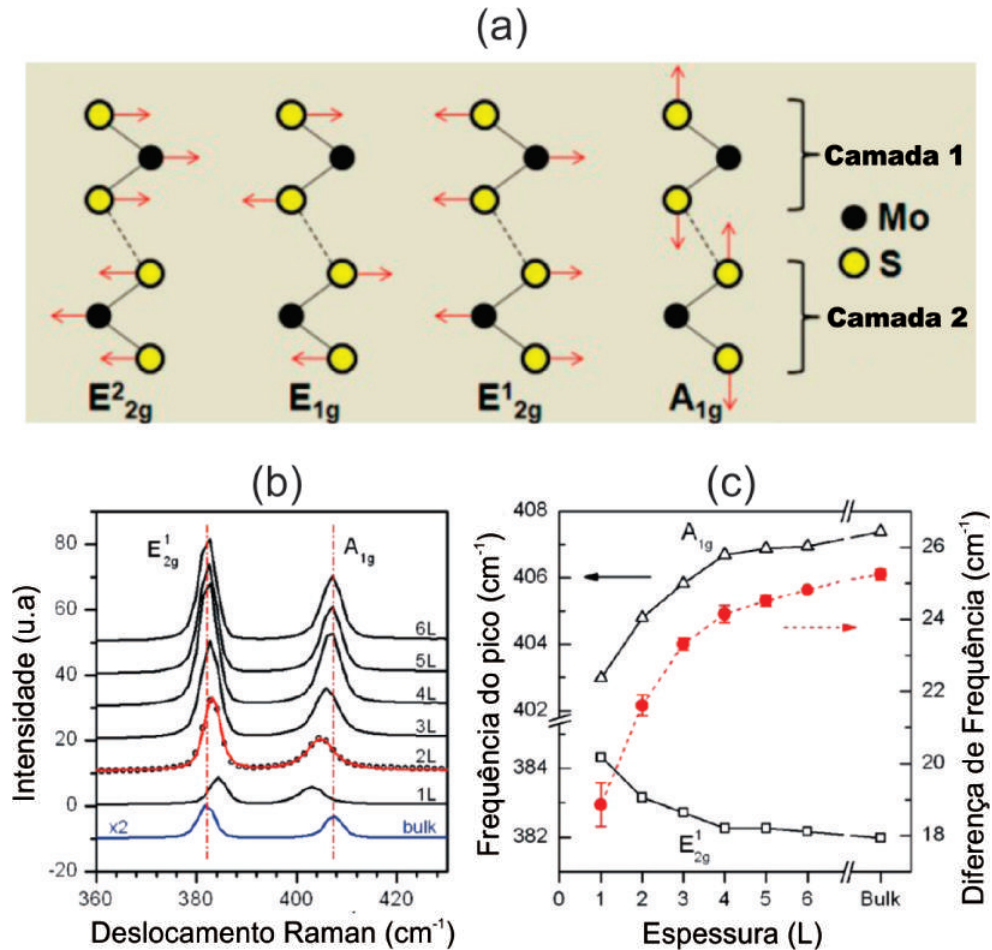 (a)
Camada 1
Mo
S
Camada 2
E²₂g
E₁g
E¹₂g
A₁g
(b)
Intensidade (u.a)
80
60
40
20
0
-20
E¹₂g
A₁g
6L
5L
4L
3L
2L
1L
x2
bulk
360
380
400
420
Deslocamento Raman (cm⁻¹)
(c)
Frequência do pico (cm⁻¹)
408
406
404
402
384
382
A₁g
E¹₂g
26
24
22
20
18
Diferença de Frequência (cm⁻¹)
0
1
2
3
4
5
6
Bulk
Espessura (L)